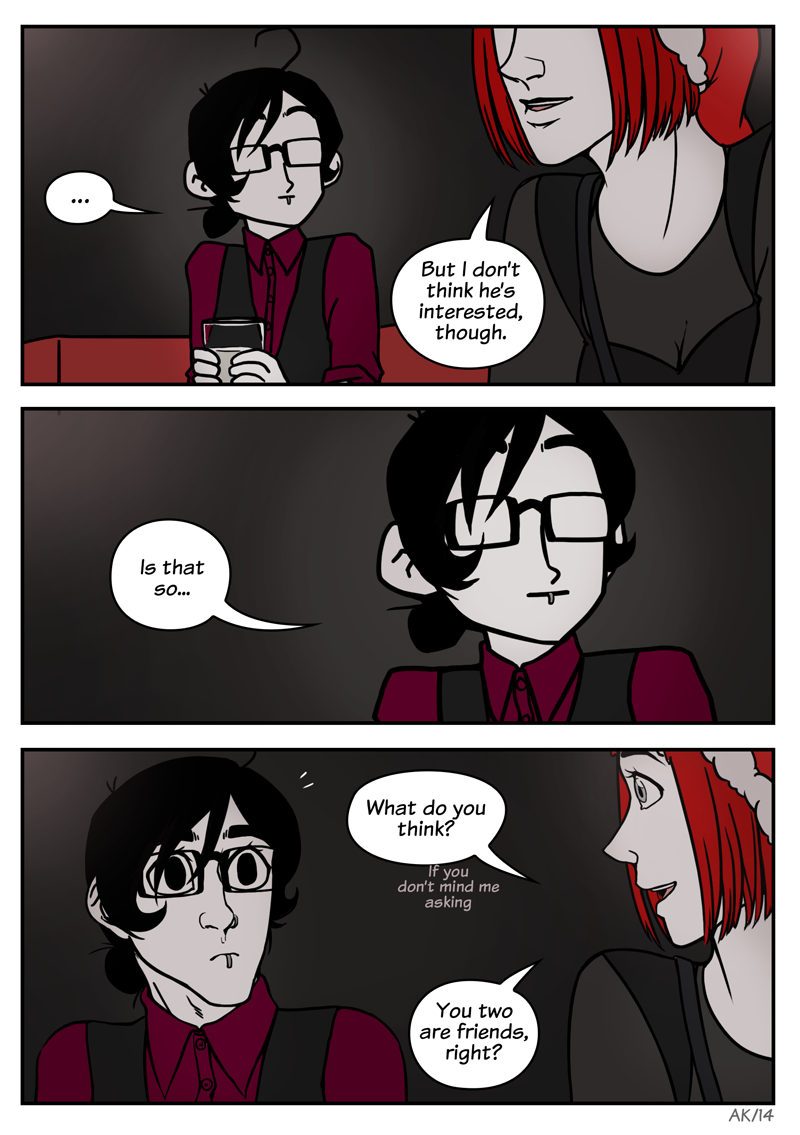 ...
But I don't
think he's
interested,
though.
Is that
so...
What do you
think?
If you
don't mind me
asking
You two
are friends,
right?
AK/14